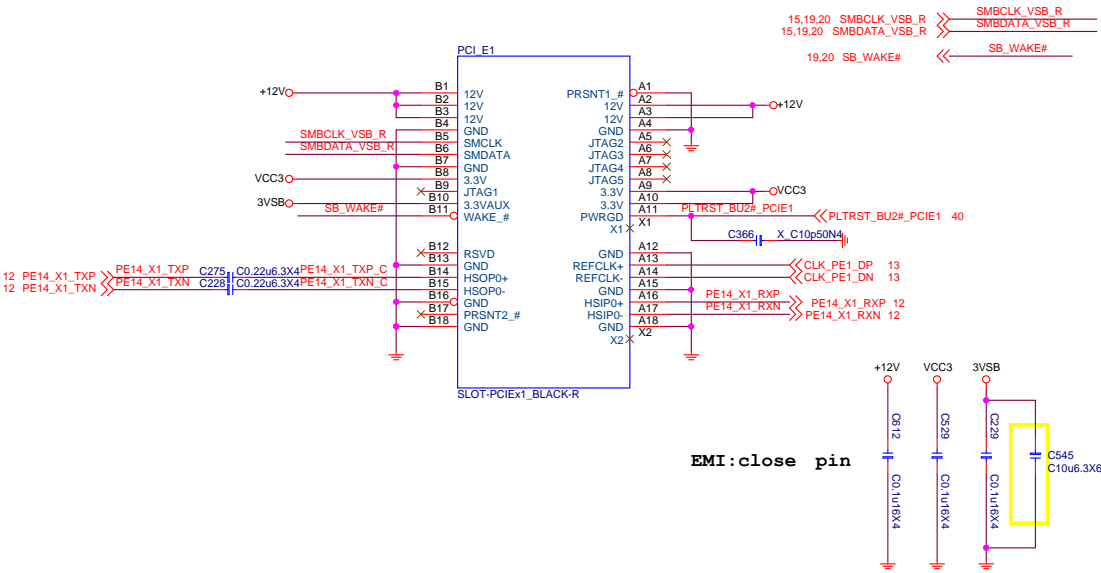 15,19,20 SMBCLK_VSB_R SMBCLK_VSB_R
15,19,20 SMBDATA_VSB_R SMBDATA_VSB_R
19,20 SB_WAKE# SB_WAKE#
PCI_E1
+12V B1 12V PRSNT1_# A1
B2 12V 12V A2 +12V
B3 12V 12V A3
B4 GND GND A4
SMBCLK_VSB_R B5 SMCLK JTAG2 A5
SMBDATA_VSB_R B6 SMDATA JTAG3 A6
B7 GND JTAG4 A7
VCC3 B8 3.3V JTAG5 A8
B9 JTAG1 3.3V A9 VCC3
3VSB B10 3.3VAUX 3.3V A10
SB_WAKE# B11 WAKE_# PWRGD A11 PLTRST_BU2#_PCIE1 PLTRST_BU2#_PCIE1 40
X1 X1
C366 X_C10p50N4
B12 RSVD GND A12
B13 GND REFCLK+ A13 CLK_PE1_DP 13
12 PE14_X1_TXP PE14_X1_TXP C275 C0.22u6.3X4 PE14_X1_TXP_C B14 HSOP0+ REFCLK- A14 CLK_PE1_DN 13
12 PE14_X1_TXN PE14_X1_TXN C228 C0.22u6.3X4 PE14_X1_TXN_C B15 HSOP0- GND A15
B16 GND HSIP0+ A16 PE14_X1_RXP PE14_X1_RXP 12
B17 PRSNT2_# HSIP0- A17 PE14_X1_RXN PE14_X1_RXN 12
B18 GND GND A18
X2 X2
SLOT-PCIEx1_BLACK-R
+12V VCC3 3VSB
C612 C529 C229
EMI:close pin
C545
C10u6.3X6
C0.1u16X4 C0.1u16X4 C0.1u16X4